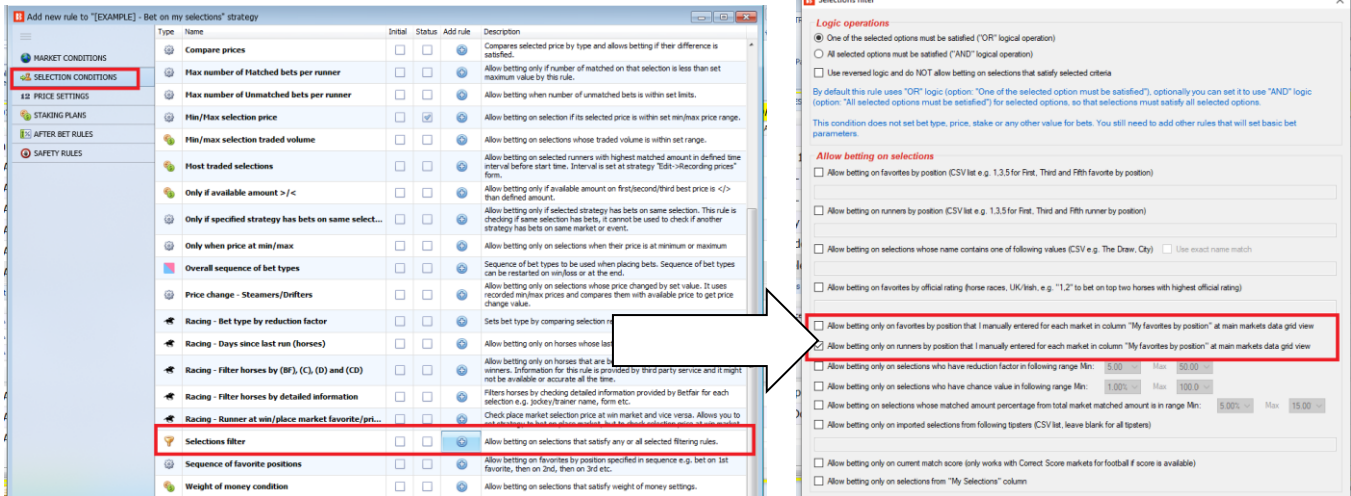 Add new rule to "[EXAMPLE] - Bet on my selections" strategy
Type Name Initial Status Add rule Description
MARKET CONDITIONS
SELECTION CONDITIONS
PRICE SETTINGS
STAKING PLANS
AFTER BET RULES
SAFETY RULES
Compare prices
Compares selected price by type and allows betting if their difference is
satisfied.
Max number of Matched bets per runner
Allow betting only if number of matched on that selection is less than set
maximum value by this rule.
Max number of Unmatched bets per runner
Allow betting when number of unmatched bets is within set limits.
Min/Max selection price
Allow betting on selection if its selected price is within set min/max price range.
Min/max selection traded volume
Allow betting on selections whose traded volume is within set range.
Most traded selections
Allow betting on selected runners with highest matched amount in defined time
interval before start time. Interval is set at strategy "Edit->Recording prices"
form.
Only if available amount >/<
Allow betting only if available amount on first/second/third best price is </>
than defined amount.
Only if specified strategy has bets on same select...
Allow betting only if selected strategy has bets on same selection. This rule is
checking if same selection has bets, it cannot be used to check if another
strategy has bets on same market or event.
Only when price at min/max
Allow betting only on selections when their price is at minimum or maximum
Overall sequence of bet types
Sequence of bet types to be used when placing bets. Sequence of bet types
can be restarted on win/loss or at the end.
Price change - Steamers/Drifters
Allow betting only on selections whose price changed by set value. It uses
recorded min/max prices and compares them with available price to get price
change value.
Racing - Bet type by reduction factor
Sets bet type by comparing selection re
Racing - Days since last run (horses)
Allow betting only on horses whose last
Racing - Filter horses by (BF), (C), (D) and (CD)
Allow betting only on horses that are be
winners. Information for this rule is provided by third party service and it might
not be available or accurate all the time.
Racing - Filter horses by detailed information
Filters horses by checking detailed information provided by Betfair for each
selection e.g. jockey/trainer name, form etc.
Racing - Runner at win/place market favorite/pri...
Check place market selection price at win market and vice versa. Allows you to
set strategy to bet on place market, but to check selection price at win market
Selections filter
Allow betting on selections that satisfy any or all selected filtering rules.
Sequence of favorite positions
Allow betting on favorites by position specified in sequence e.g. bet on 1st
favorite, then on 2nd, then on 3rd etc.
Weight of money condition
Allow betting on selections that satisfy weight of money settings.
Selections filter
Logic operations
One of the selected options must be satisfied ("OR" logical operation)
All selected options must be satisfied ("AND" logical operation)
Use reversed logic and do NOT allow betting on selections that satisfy selected criteria
By default this rule uses "OR" logic (option: "One of the selected option must be satisfied"), optionally you can set it to use "AND" logic
(option: "All selected options must be setisfied") for selected options, so that selections must satisfy all selected options.
This condition does not set bet type, price, stake or any other value for bets. You still need to add other rules that will set basic bet
parameters.
Allow betting on selections
Allow betting on favorites by position (CSV list e.g. 1,3,5 for First, Third and Fifth favorite by position)
Allow betting on runners by position (CSV list e.g. 1,3,5 for First, Third and Fifth runner by position)
Allow betting on selections whose name contains one of following values (CSV e.g. The Draw, City) Use exact name match
Allow betting on favorites by official rating (horse races, UK/Irish, e.g. "1,2" to bet on top two horses with highest official rating)
Allow betting only on favorites by position that I manually entered for each market in column "My favorites by position" at main markets data grid view
Allow betting only on runners by position that I manually entered for each market in column "My favorites by position" at main markets data grid view
Allow betting only on selections who have reduction factor in following range Min: 5.00 Max 50.00
Allow betting only on selections who have chance value in following range Min: 1.00% Max 100.0
Allow betting on selections whose matched amount percentage from total market matched amount is in range Min: 5.00% Max 15.00
Allow betting only on imported selections from following tipsters (CSV list, leave blank for all tipsters)
Allow betting only on current match score (only works with Correct Score markets for football if score is available)
Allow betting only on selections from "My Selections" column